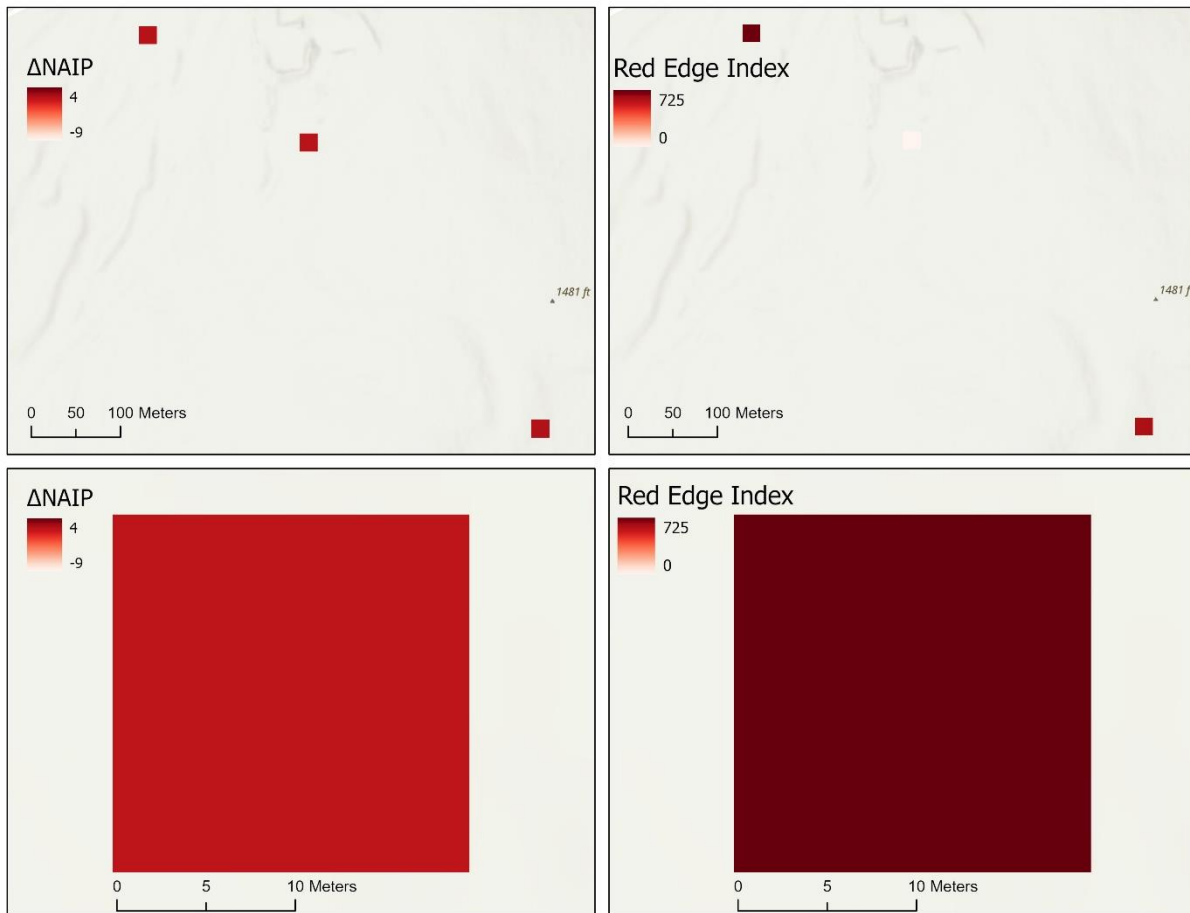 ΔNAIP
4
-9
1481 ft
0 50 100 Meters
Red Edge Index
725
0
1481 ft
0 50 100 Meters
ΔNAIP
4
-9
0 5 10 Meters
Red Edge Index
725
0
0 5 10 Meters